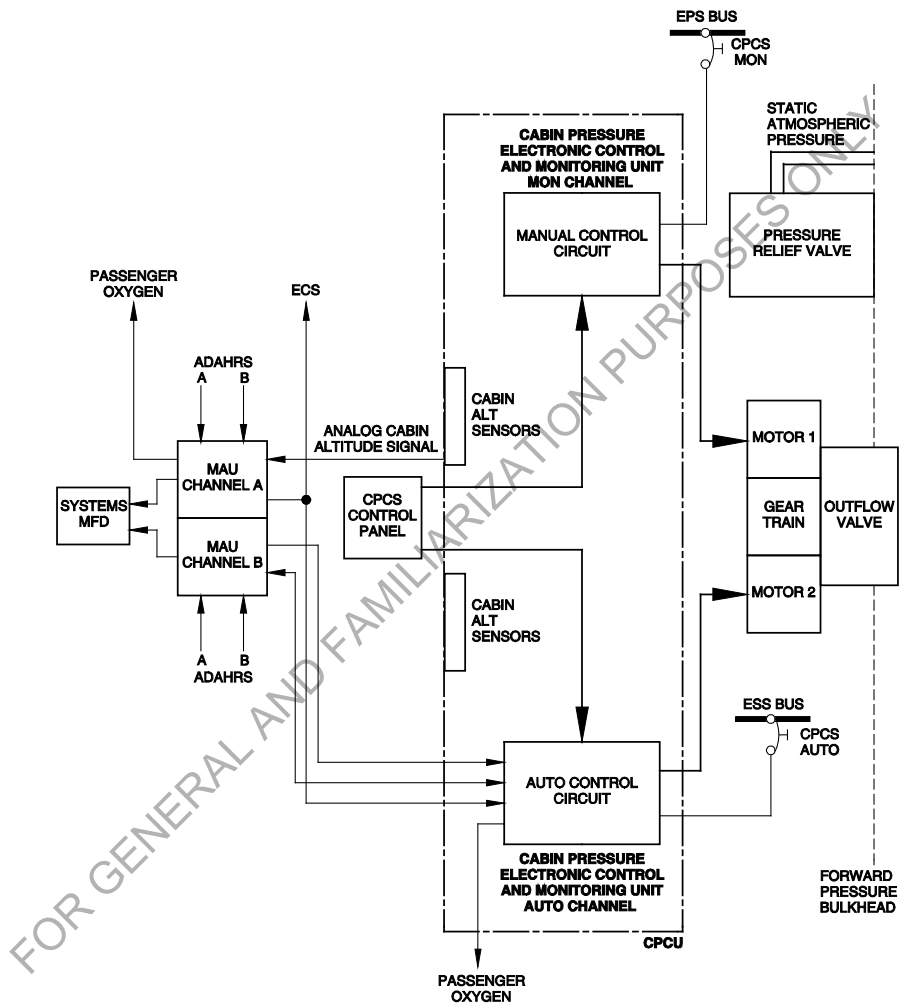 EPS BUS
CPCS
MON
STATIC
ATMOSPHERIC
PRESSURE
CABIN PRESSURE
ELECTRONIC CONTROL
AND MONITORING UNIT
MON CHANNEL
MANUAL CONTROL
CIRCUIT
PRESSURE
RELIEF VALVE
PASSENGER
OXYGEN
ECS
ADAHRS
A B
CABIN
ALT
SENSORS
ANALOG CABIN
ALTITUDE SIGNAL
MOTOR 1
MAU
CHANNEL A
SYSTEMS
MFD
CPCS
CONTROL
PANEL
GEAR
TRAIN
OUTFLOW
VALVE
MAU
CHANNEL B
MOTOR 2
CABIN
ALT
SENSORS
A B
ADAHRS
ESS BUS
CPCS
AUTO
AUTO CONTROL
CIRCUIT
CABIN PRESSURE
ELECTRONIC CONTROL
AND MONITORING UNIT
AUTO CHANNEL
FORWARD
PRESSURE
BULKHEAD
CPCU
PASSENGER
OXYGEN
FOR GENERAL AND FAMILIARIZATION PURPOSES ONLY